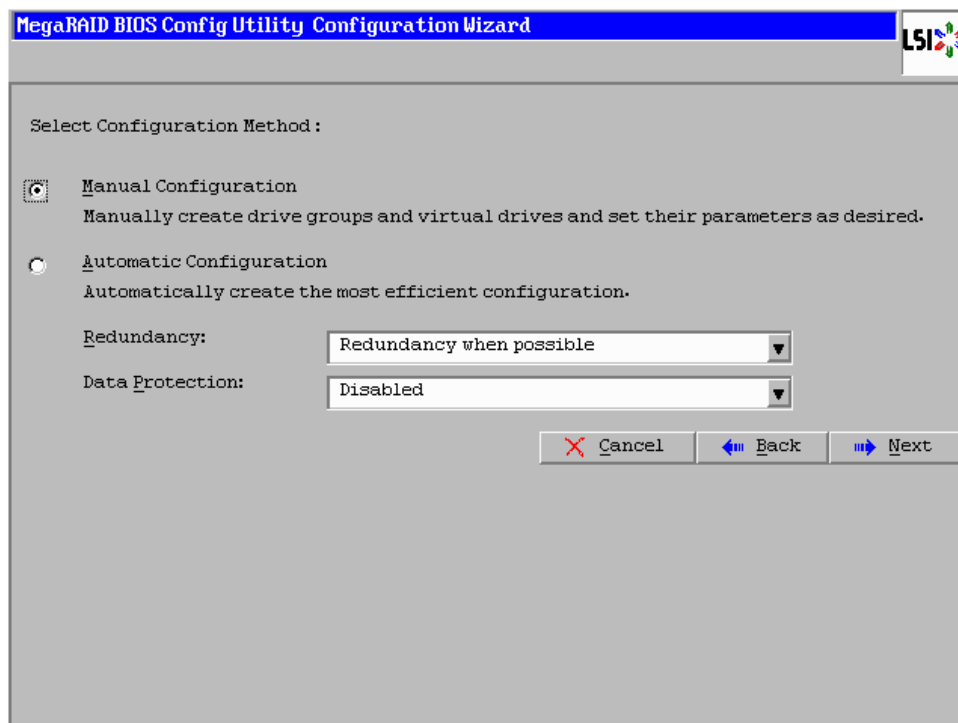 MegaRAID BIOS Config Utility Configuration Wizard
LSI
Select Configuration Method:
Manual Configuration
Manually create drive groups and virtual drives and set their parameters as desired.
Automatic Configuration
Automatically create the most efficient configuration.
Redundancy: Redundancy when possible
Data Protection: Disabled
Cancel Back Next